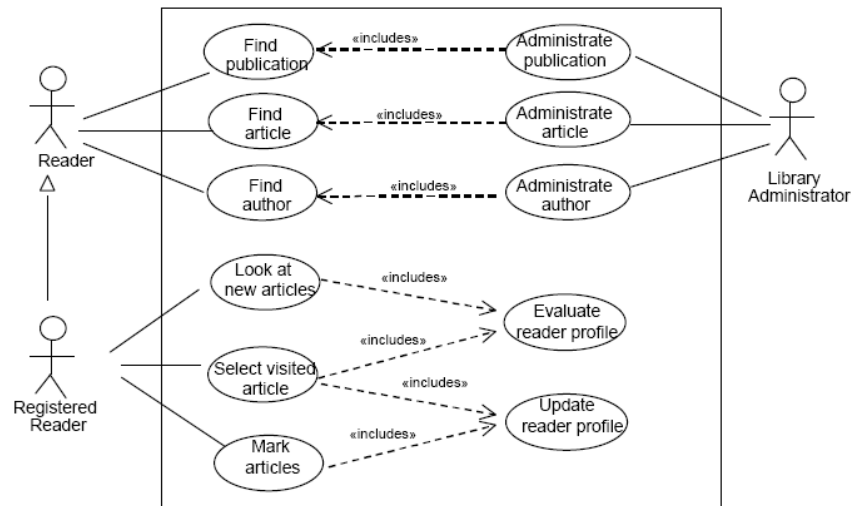 «includes»
Find
publication
Administrate
publication
«includes»
Find
article
Administrate
article
Reader
Library
Administrator
«includes»
Find
author
Administrate
author
Look at
new articles
«includes»
Evaluate
reader profile
«includes»
Select visited
article
«includes»
Registered
Reader
Update
reader profile
«includes»
Mark
articles